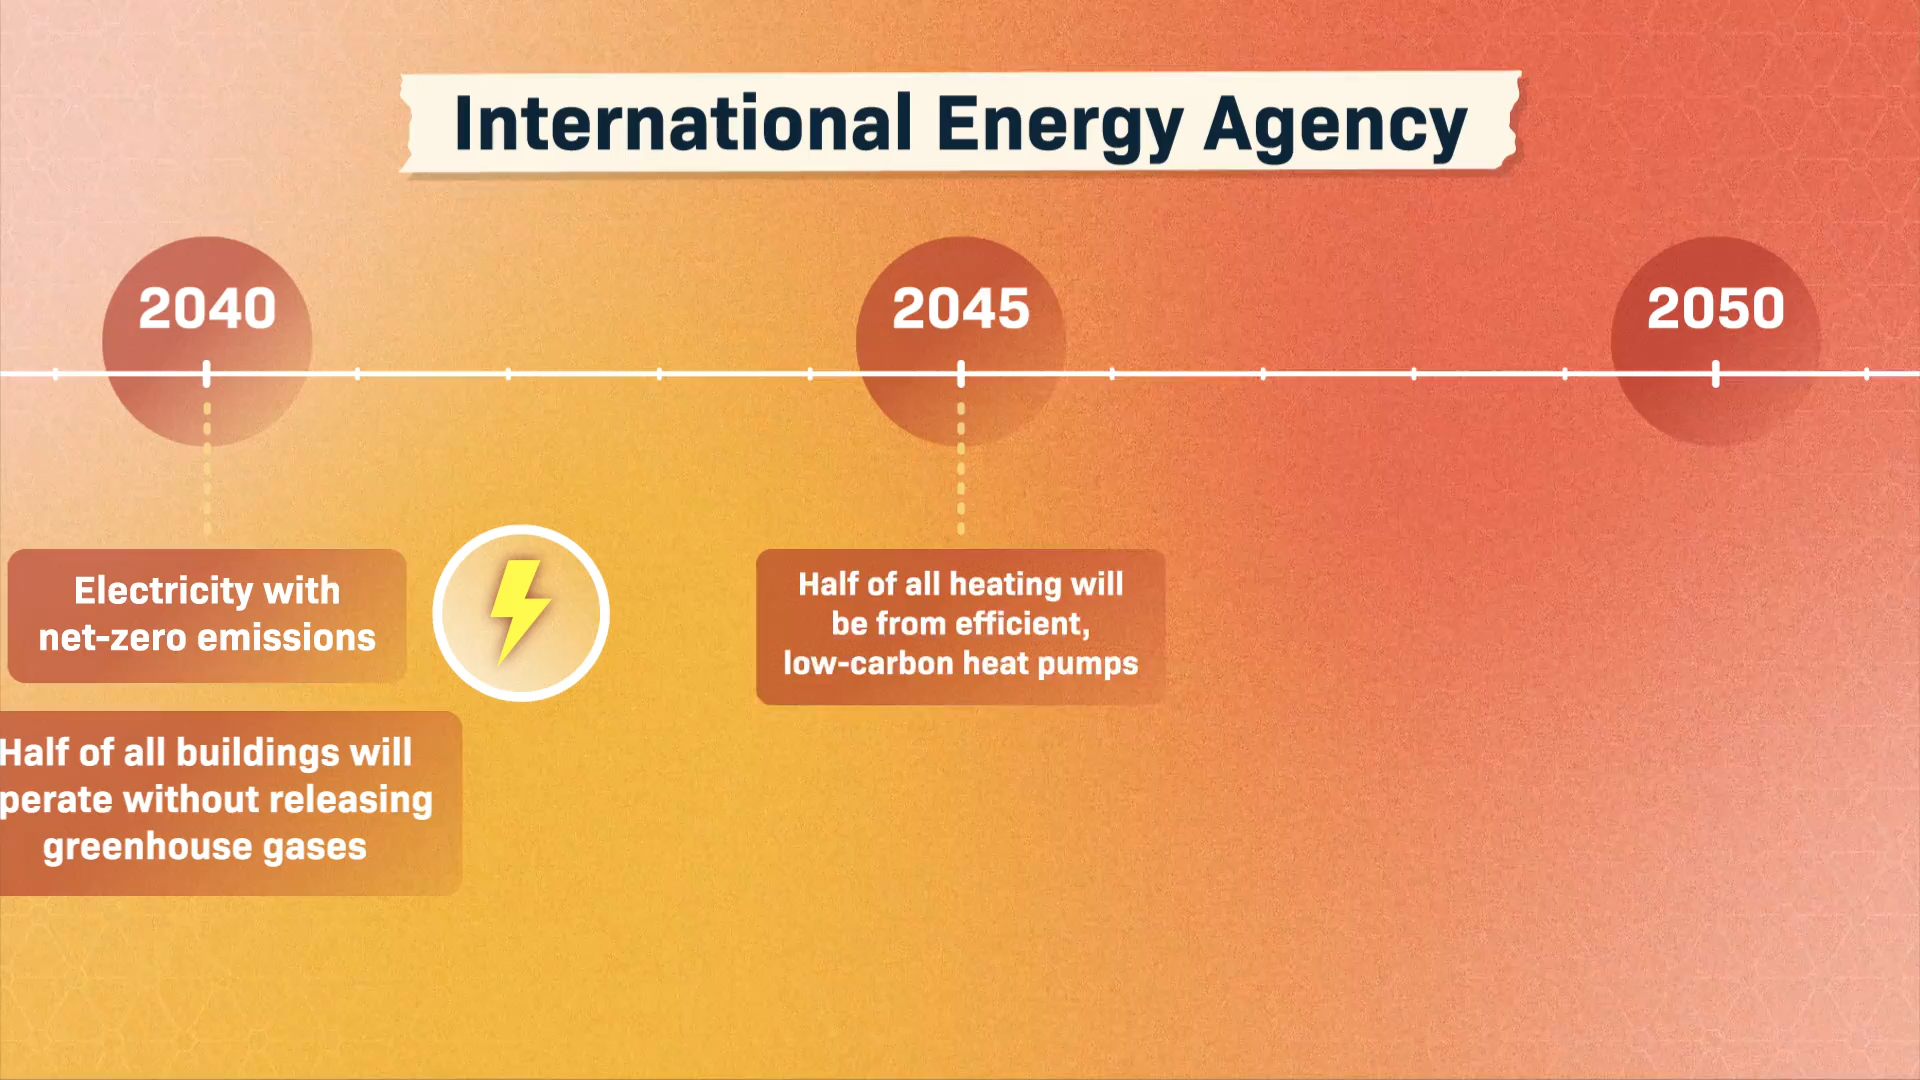 International Energy Agency
2040
2045
2050
Electricity with
net-zero emissions
Half of all buildings will
perate without releasing
greenhouse gases
Half of all heating will
be from efficient,
low-carbon heat pumps